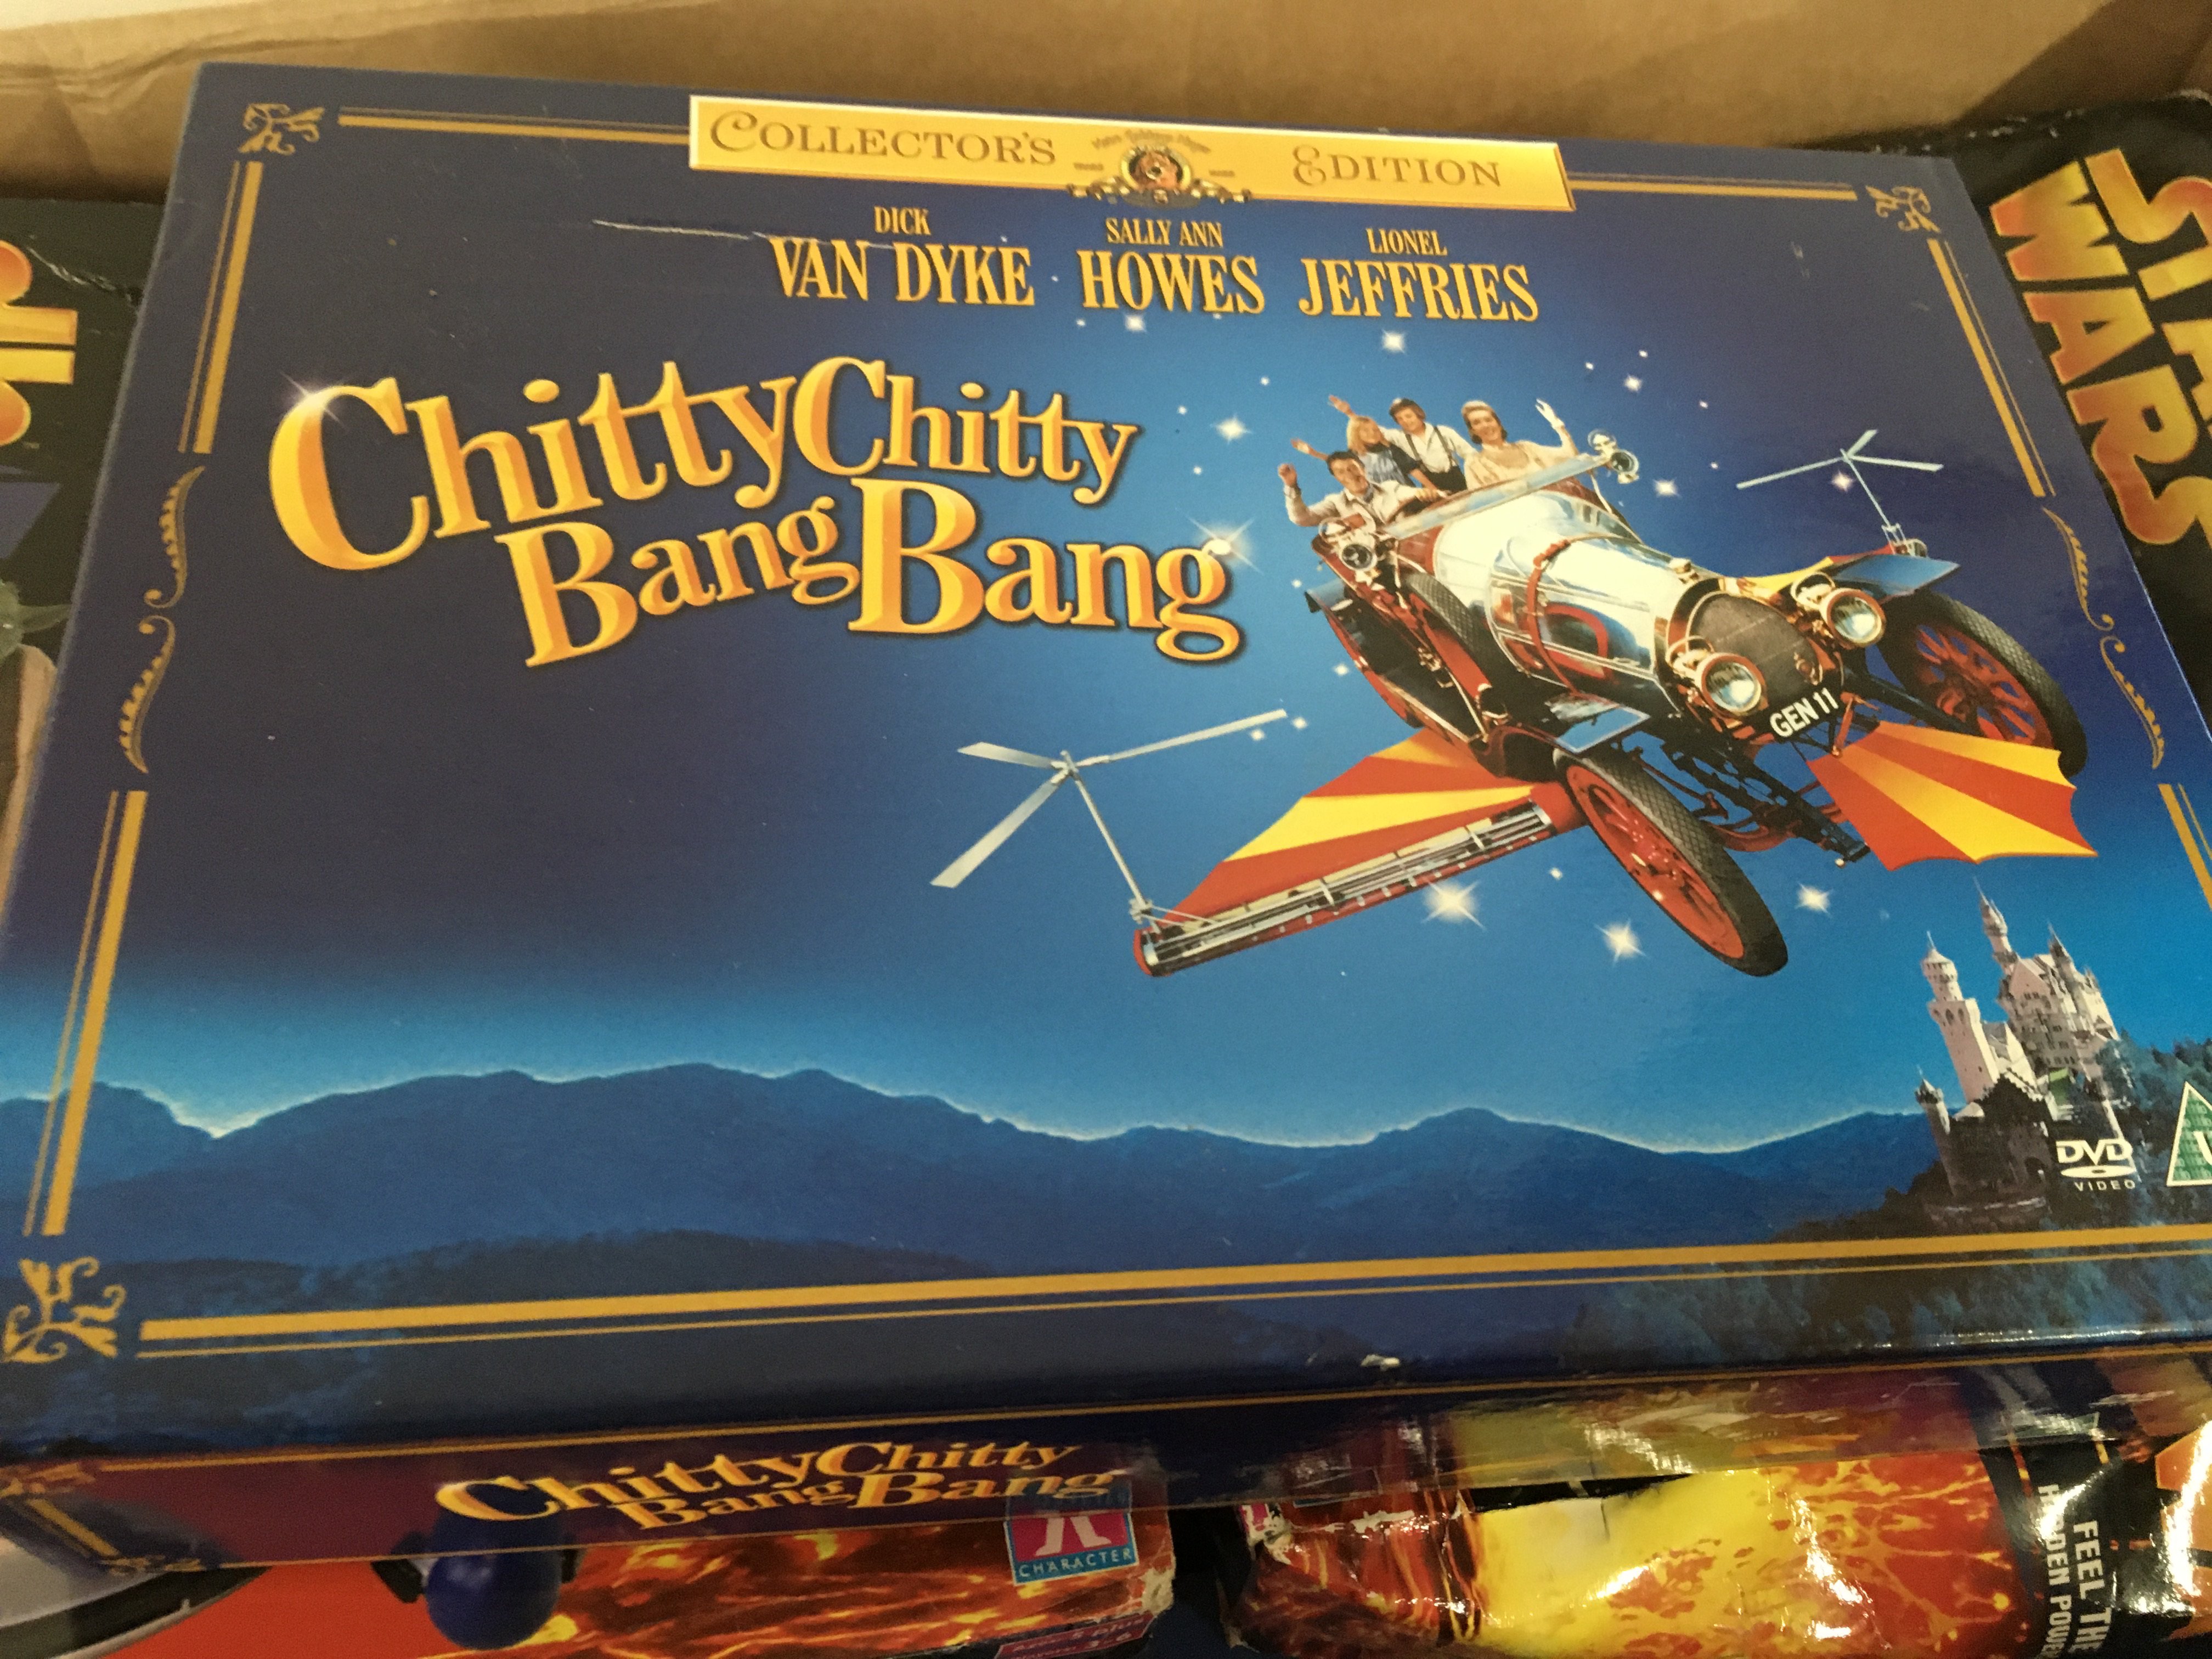 COLLECTOR'S EDITION
DICK VAN DYKE
SALLY ANN HOWES
LIONEL JEFFRIES
Chitty Chitty
Bang Bang
GEN 11
DVD
VIDEO
U
STAR
WARS
Chitty Chitty
Bang Bang
CHARACTER
FEEL THE
HIDDEN POWER